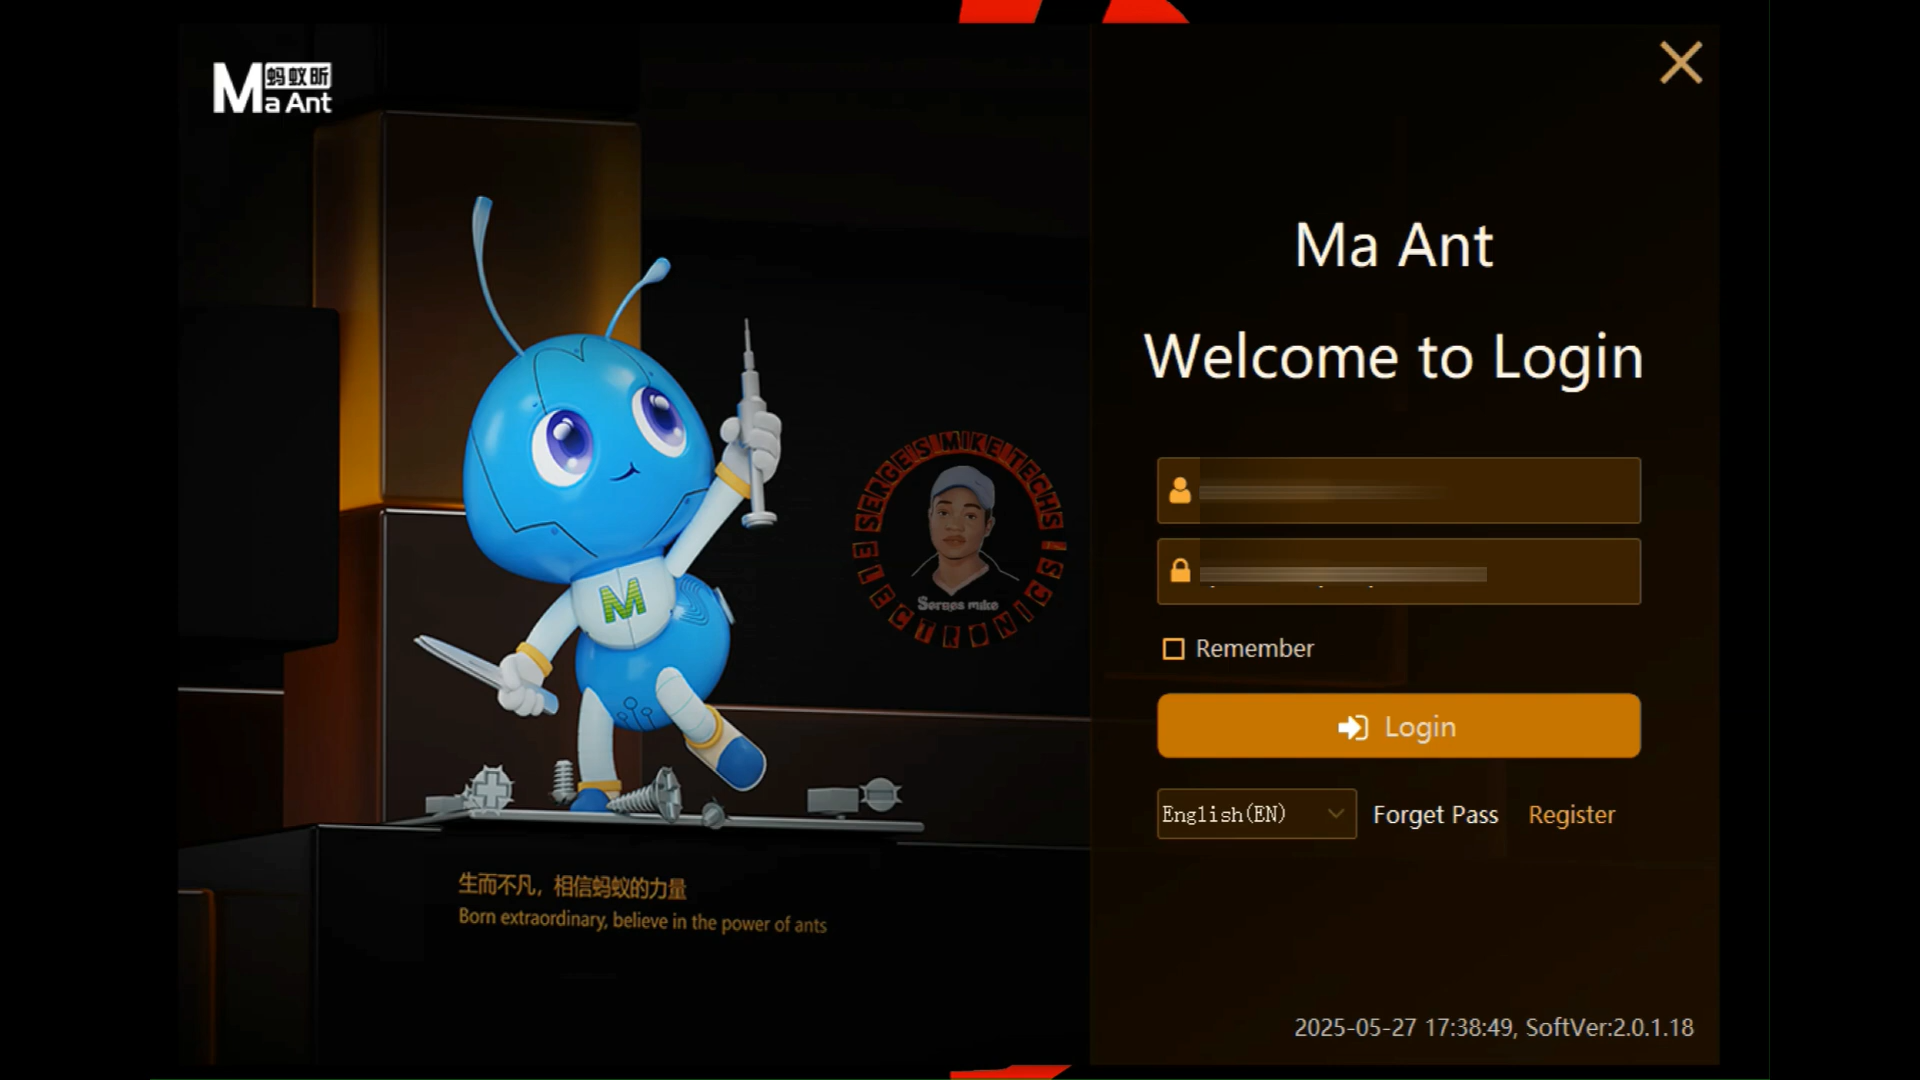 蚂蚁昕
Ma Ant
Ma Ant
Welcome to Login
SERGE'S MIKE TECHS
Serges mike
ELECTRONICS
M
Remember
Login
English(EN) Forget Pass Register
生而不凡，相信蚂蚁的力量
Born extraordinary, believe in the power of ants
2025-05-27 17:38:49, SoftVer:2.0.1.18